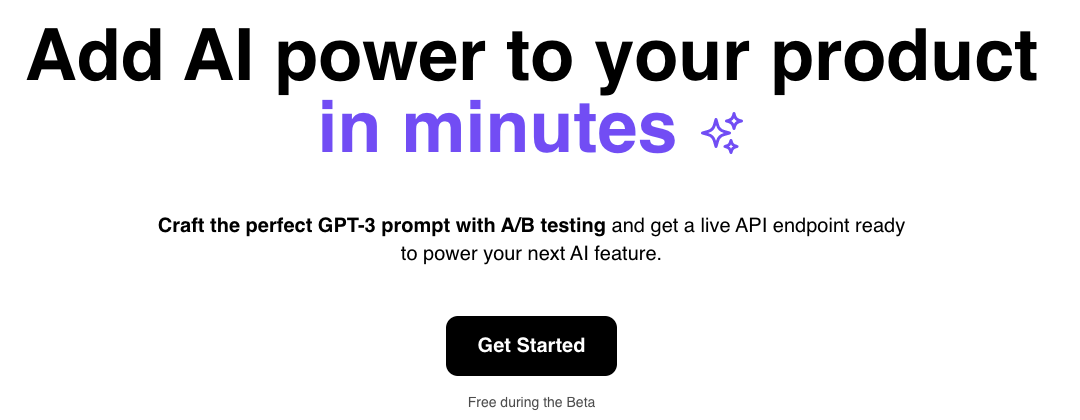 Add AI power to your product
in minutes
Craft the perfect GPT-3 prompt with A/B testing and get a live API endpoint ready
to power your next AI feature.
Get Started
Free during the Beta